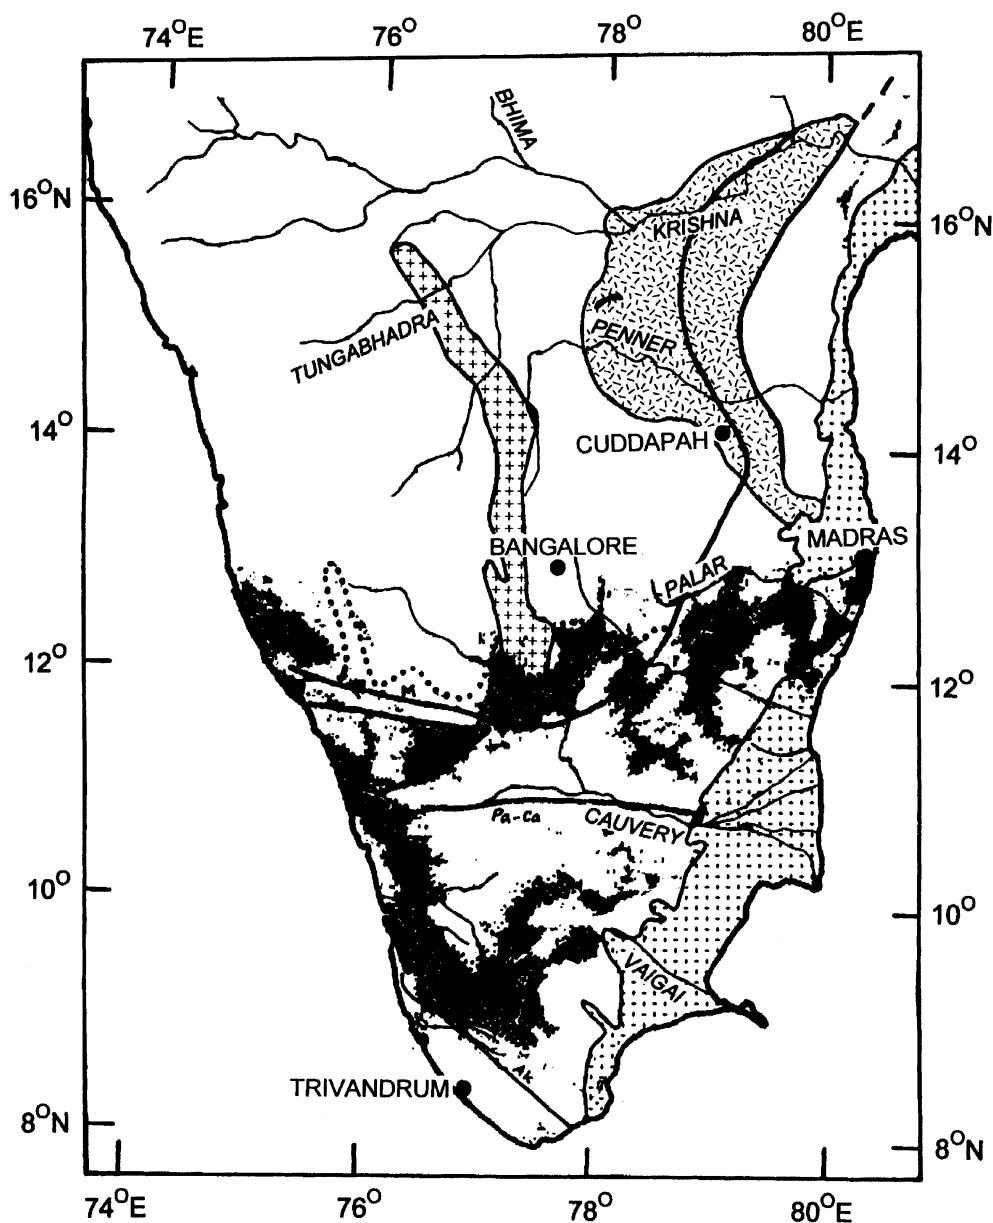 74°E 76° 78° 80°E
BHIMA
16°N
KRISHNA
16°N
TUNGABHADRA
PENNER
14°
CUDDAPAH
14°
BANGALORE
MADRAS
PALAR
12°
M
12°
Pa-Ca
CAUVERY
10°
10°
VAIGAI
Ak
TRIVANDRUM
8°N
8°N
74°E 76° 78° 80°E